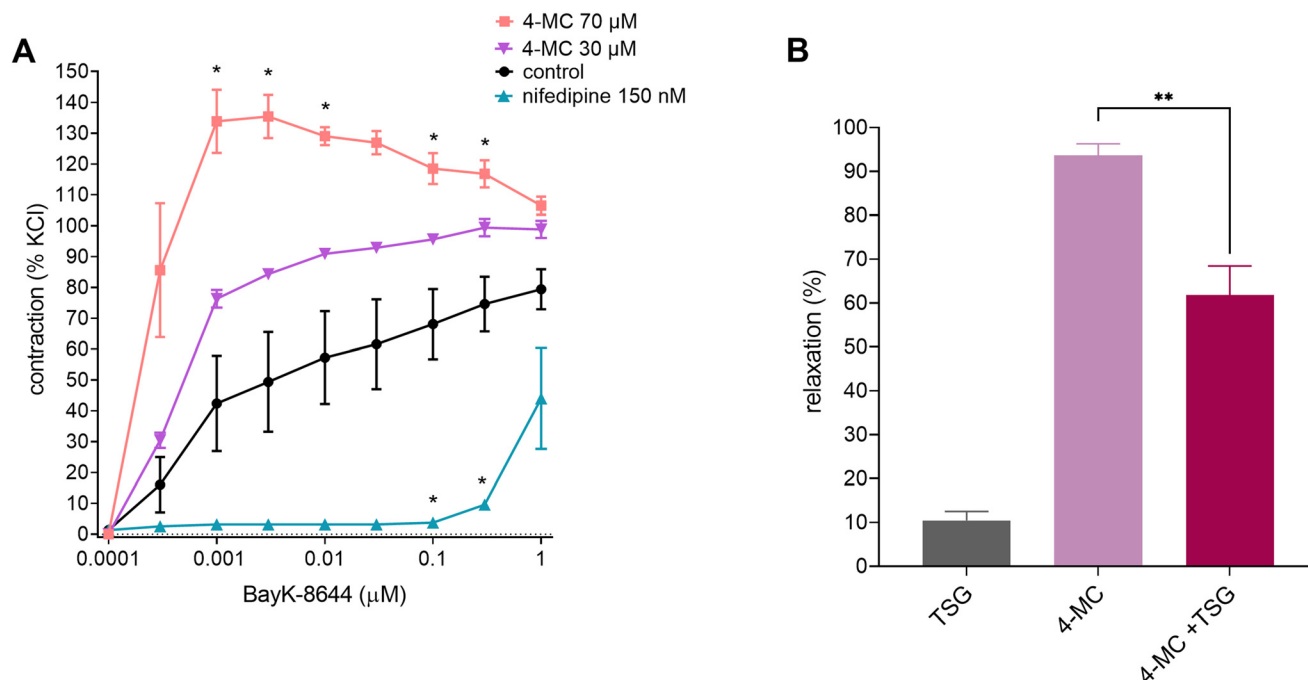 A
4-MC 70 µM
4-MC 30 µM
control
nifedipine 150 nM
contraction (% KCl)
150
140
130
120
110
100
90
80
70
60
50
40
30
20
10
0
* * * * *
* *
0.0001 0.001 0.01 0.1 1
BayK-8644 (µM)
B
**
relaxation (%)
100
90
80
70
60
50
40
30
20
10
0
TSG
4-MC
4-MC +TSG